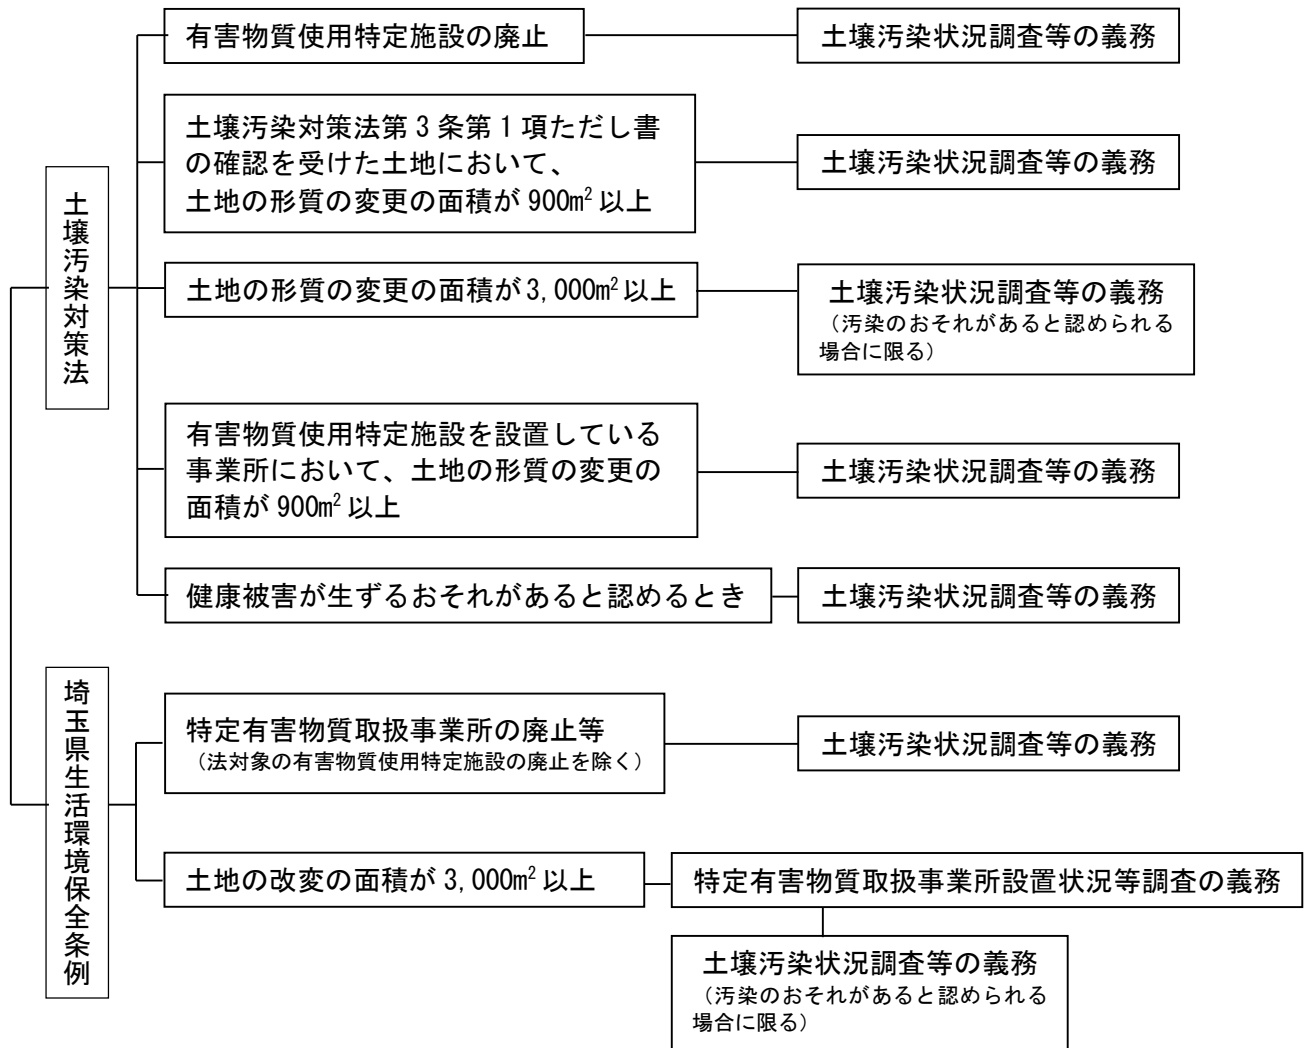 土壌汚染対策法
有害物質使用特定施設の廃止
土壌汚染状況調査等の義務
土壌汚染対策法第3条第1項ただし書
の確認を受けた土地において、
土地の形質の変更の面積が900m²以上
土壌汚染状況調査等の義務
土地の形質の変更の面積が3,000m²以上
土壌汚染状況調査等の義務
（汚染のおそれがあると認められる
場合に限る）
有害物質使用特定施設を設置している
事業所において、土地の形質の変更の
面積が900m²以上
土壌汚染状況調査等の義務
健康被害が生ずるおそれがあると認めるとき
土壌汚染状況調査等の義務
埼玉県生活環境保全条例
特定有害物質取扱事業所の廃止等
（法対象の有害物質使用特定施設の廃止を除く）
土壌汚染状況調査等の義務
土地の改変の面積が3,000m²以上
特定有害物質取扱事業所設置状況等調査の義務
土壌汚染状況調査等の義務
（汚染のおそれがあると認められる
場合に限る）